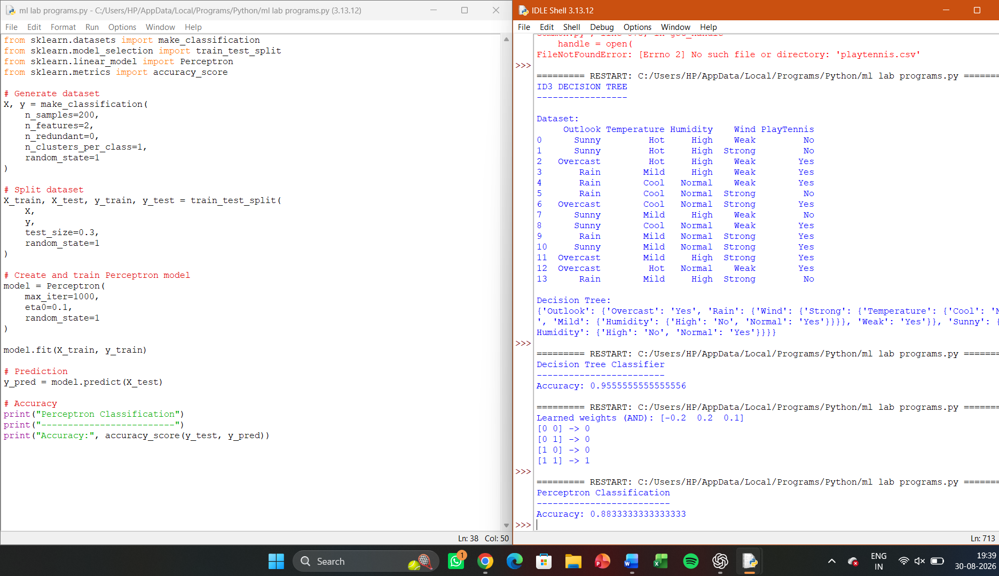 ml lab programs.py - C:/Users/HP/AppData/Local/Programs/Python/ml lab programs.py (3.13.12)
File Edit Format Run Options Window Help
from sklearn.datasets import make_classification
from sklearn.model_selection import train_test_split
from sklearn.linear_model import Perceptron
from sklearn.metrics import accuracy_score
# Generate dataset
X, y = make_classification(
    n_samples=200,
    n_features=2,
    n_redundant=0,
    n_clusters_per_class=1,
    random_state=1
)
# Split dataset
X_train, X_test, y_train, y_test = train_test_split(
    X,
    y,
    test_size=0.3,
    random_state=1
)
# Create and train Perceptron model
model = Perceptron(
    max_iter=1000,
    eta0=0.1,
    random_state=1
)
model.fit(X_train, y_train)
# Prediction
y_pred = model.predict(X_test)
# Accuracy
print("Perceptron Classification")
print("-------------------------")
print("Accuracy:", accuracy_score(y_test, y_pred))
Ln: 38 Col: 50
IDLE Shell 3.13.12
File Edit Shell Debug Options Window Help
    handle = open(
FileNotFoundError: [Errno 2] No such file or directory: 'playtennis.csv'
>>>
========= RESTART: C:/Users/HP/AppData/Local/Programs/Python/ml lab programs.py =======
ID3 DECISION TREE
-----------------
Dataset:
     Outlook Temperature Humidity    Wind PlayTennis
0      Sunny         Hot     High    Weak         No
1      Sunny         Hot     High  Strong         No
2   Overcast         Hot     High    Weak        Yes
3       Rain        Mild     High    Weak        Yes
4       Rain        Cool   Normal    Weak        Yes
5       Rain        Cool   Normal  Strong         No
6   Overcast        Cool   Normal  Strong        Yes
7      Sunny        Mild     High    Weak         No
8      Sunny        Cool   Normal    Weak        Yes
9       Rain        Mild   Normal  Strong        Yes
10     Sunny        Mild   Normal  Strong        Yes
11  Overcast        Mild     High  Strong        Yes
12  Overcast         Hot   Normal    Weak        Yes
13      Rain        Mild     High  Strong         No
Decision Tree:
{'Outlook': {'Overcast': 'Yes', 'Rain': {'Wind': {'Strong': {'Temperature': {'Cool': 'N
', 'Mild': {'Humidity': {'High': 'No', 'Normal': 'Yes'}}}}, 'Weak': 'Yes'}}, 'Sunny': {
Humidity': {'High': 'No', 'Normal': 'Yes'}}}}
>>>
========= RESTART: C:/Users/HP/AppData/Local/Programs/Python/ml lab programs.py =======
Decision Tree Classifier
------------------------
Accuracy: 0.9555555555555556
========= RESTART: C:/Users/HP/AppData/Local/Programs/Python/ml lab programs.py =======
Learned weights (AND): [-0.2  0.2  0.1]
[0 0] -> 0
[0 1] -> 0
[1 0] -> 0
[1 1] -> 1
>>>
========= RESTART: C:/Users/HP/AppData/Local/Programs/Python/ml lab programs.py =======
Perceptron Classification
-------------------------
Accuracy: 0.8833333333333333
>>>
Ln: 713
Search
1
ENG
IN
19:39
30-08-2026